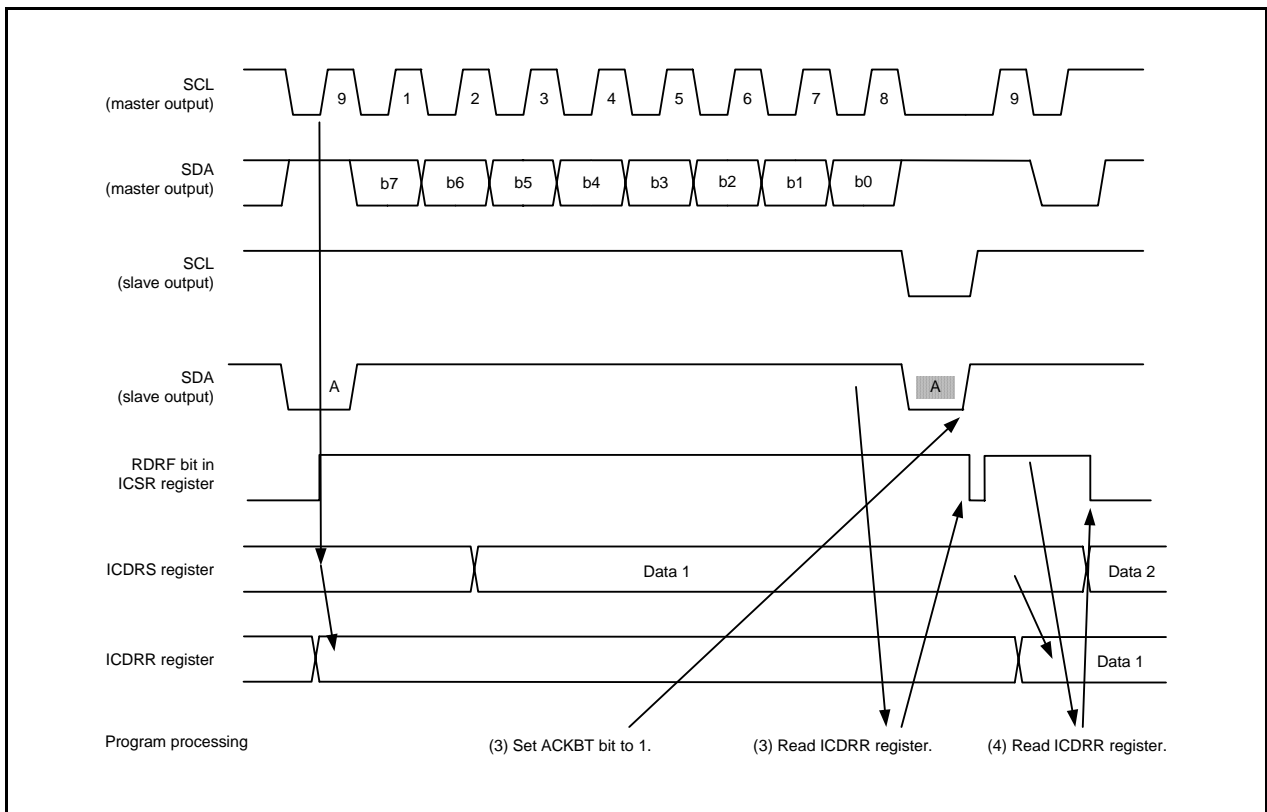 SCL
(master output)
9 1 2 3 4 5 6 7 8 9
SDA
(master output)
b7 b6 b5 b4 b3 b2 b1 b0
SCL
(slave output)
SDA
(slave output)
A A
RDRF bit in
ICSR register
ICDRS register
Data 1 Data 2
ICDRR register
Data 1
Program processing
(3) Set ACKBT bit to 1. (3) Read ICDRR register. (4) Read ICDRR register.